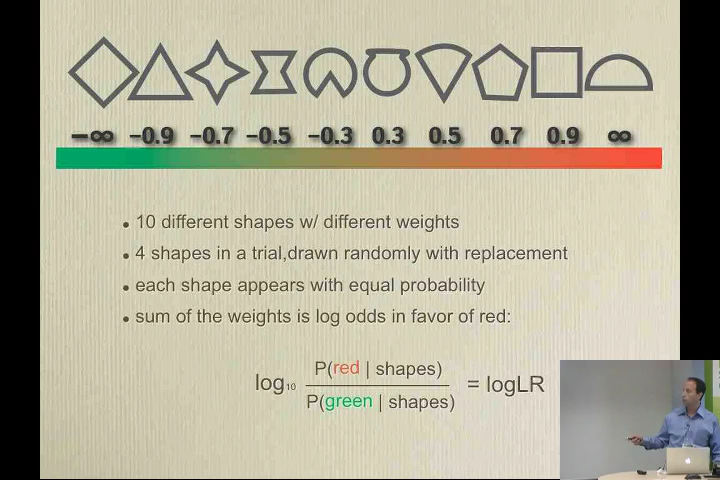 −∞ −0.9 −0.7 −0.5 −0.3 0.3 0.5 0.7 0.9 ∞
• 10 different shapes w/ different weights
• 4 shapes in a trial,drawn randomly with replacement
• each shape appears with equal probability
• sum of the weights is log odds in favor of red:
P(red | shapes)
log10 = logLR
P(green | shapes)